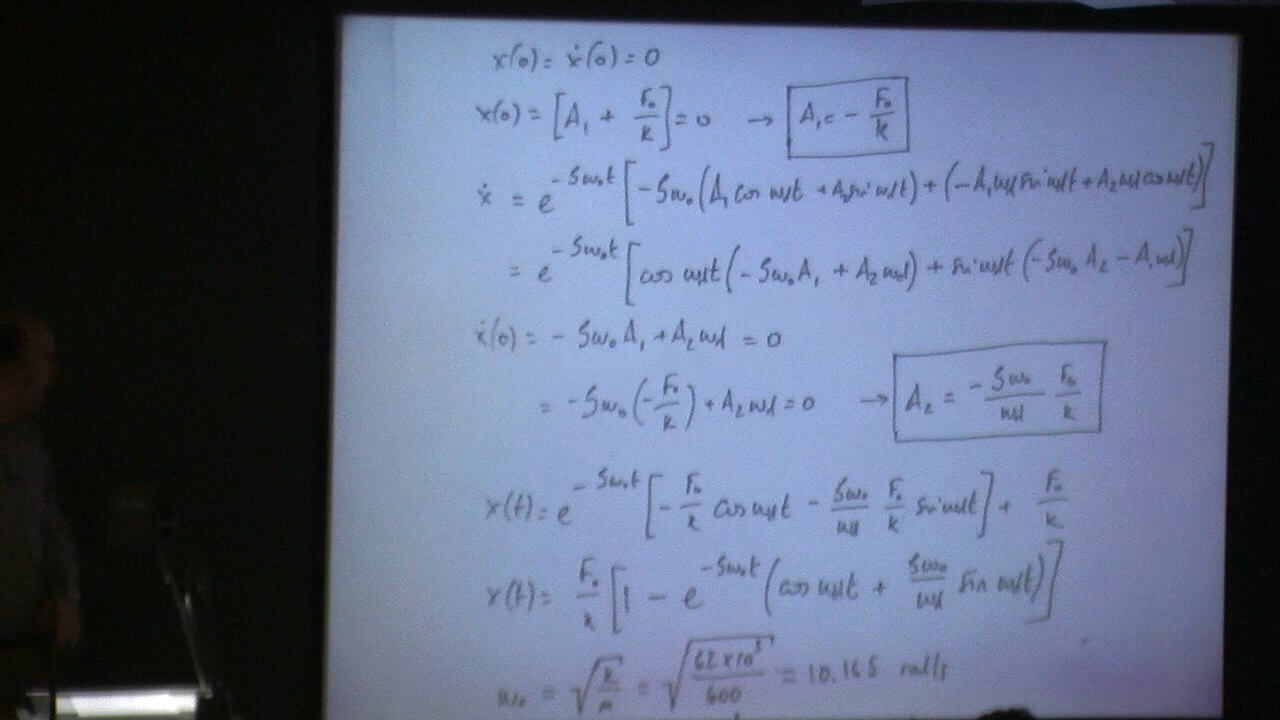 x(0) = ẋ(0) = 0
x(0) = [A₁ + F₀/k] = 0 → A₁ = - F₀/k
ẋ = e^(-ζω₀t) [-ζω₀(A₁ cos ωdt + A₂ sin ωdt) + (-A₁ωd sin ωdt + A₂ωd cos ωdt)]
= e^(-ζω₀t) [cos ωdt (-ζω₀A₁ + A₂ωd) + sin ωdt (-ζω₀A₂ - A₁ωd)]
ẋ(0) = -ζω₀A₁ + A₂ωd = 0
= -ζω₀(-F₀/k) + A₂ωd = 0 → A₂ = -ζω₀/ωd F₀/k
x(t) = e^(-ζω₀t) [-F₀/k cos ωdt - ζω₀/ωd F₀/k sin ωdt] + F₀/k
x(t) = F₀/k [1 - e^(-ζω₀t) (cos ωdt + ζω₀/ωd sin ωdt)]
ω₀ = √(k/m) = √(62×10³/600) = 10.165 rad/s